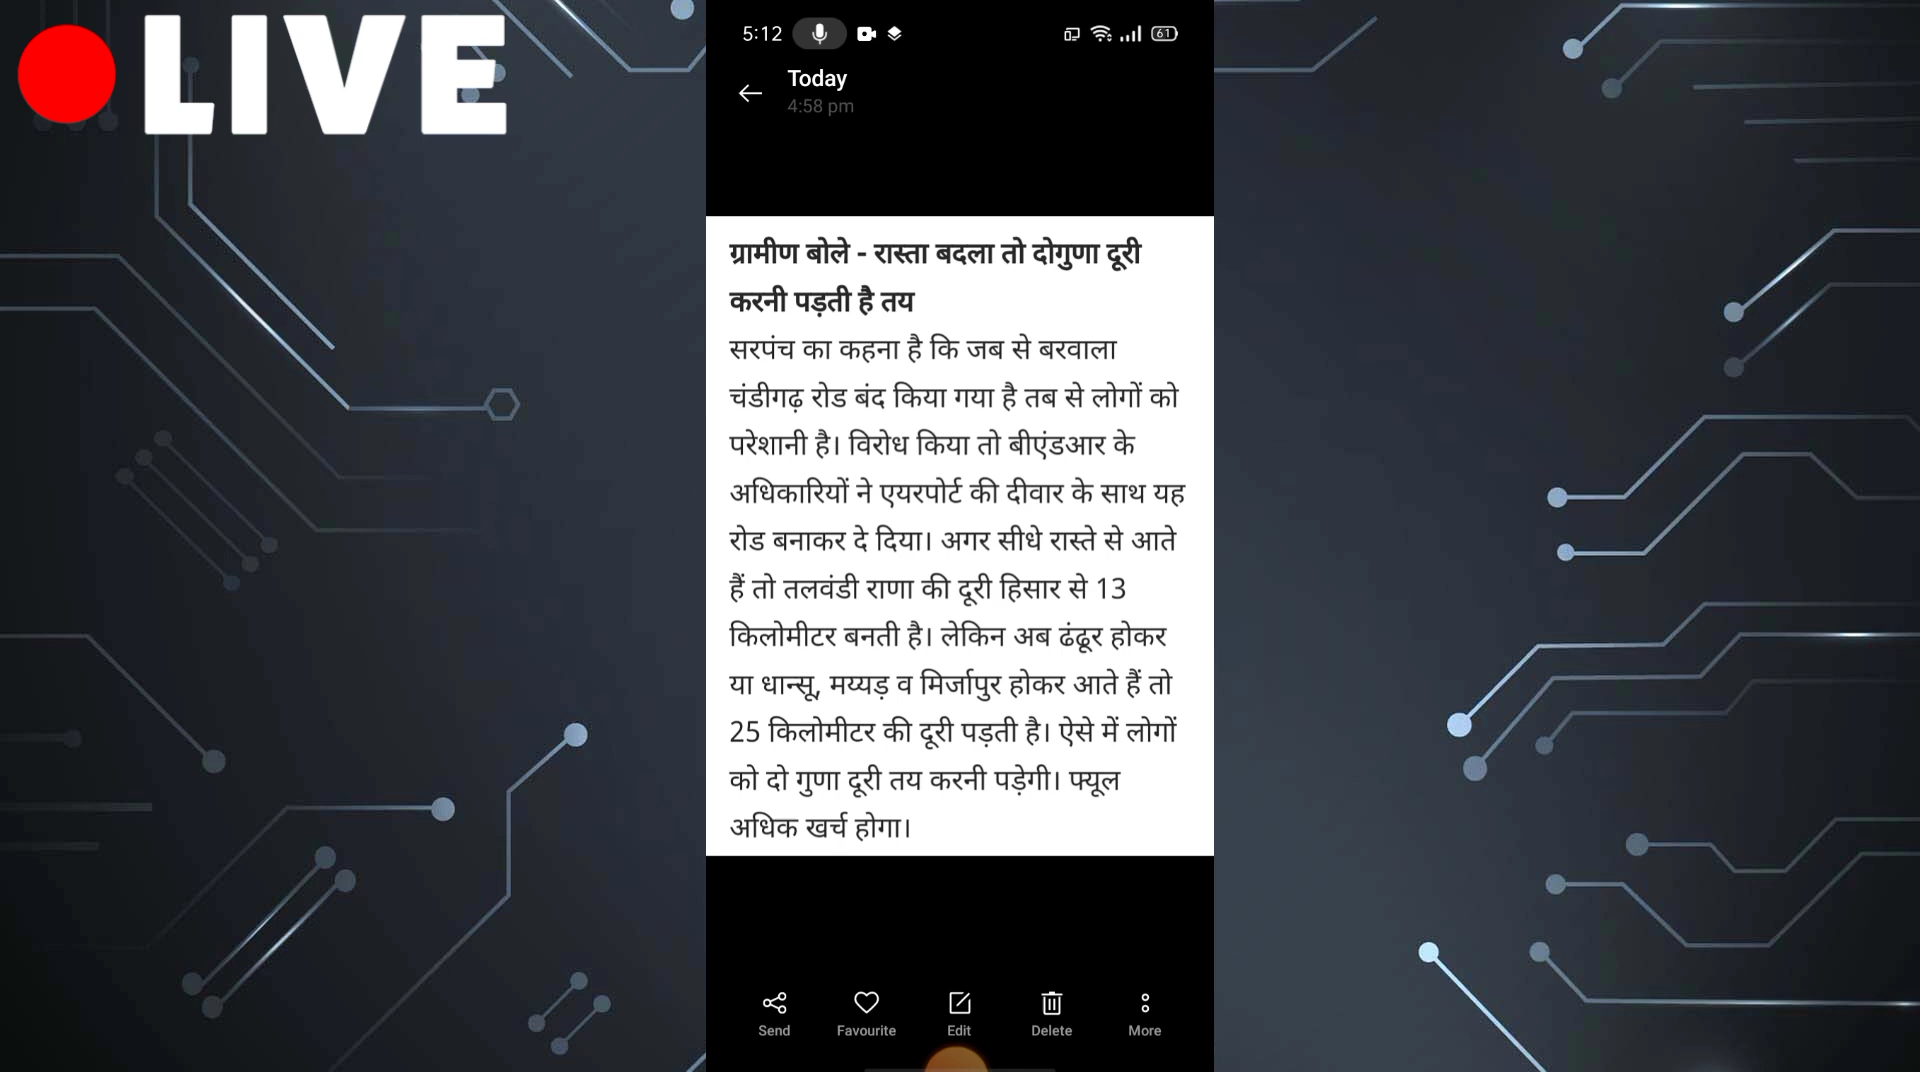 LIVE
5:12
61
Today
4:58 pm
ग्रामीण बोले - रास्ता बदला तो दोगुणा दूरी
करनी पड़ती है तय
सरपंच का कहना है कि जब से बरवाला
चंडीगढ़ रोड बंद किया गया है तब से लोगों को
परेशानी है। विरोध किया तो बीएंडआर के
अधिकारियों ने एयरपोर्ट की दीवार के साथ यह
रोड बनाकर दे दिया। अगर सीधे रास्ते से आते
हैं तो तलवंडी राणा की दूरी हिसार से 13
किलोमीटर बनती है। लेकिन अब ढंढूर होकर
या धान्सू, मय्यड़ व मिर्जापुर होकर आते हैं तो
25 किलोमीटर की दूरी पड़ती है। ऐसे में लोगों
को दो गुणा दूरी तय करनी पड़ेगी। फ्यूल
अधिक खर्च होगा।
Send Favourite Edit Delete More